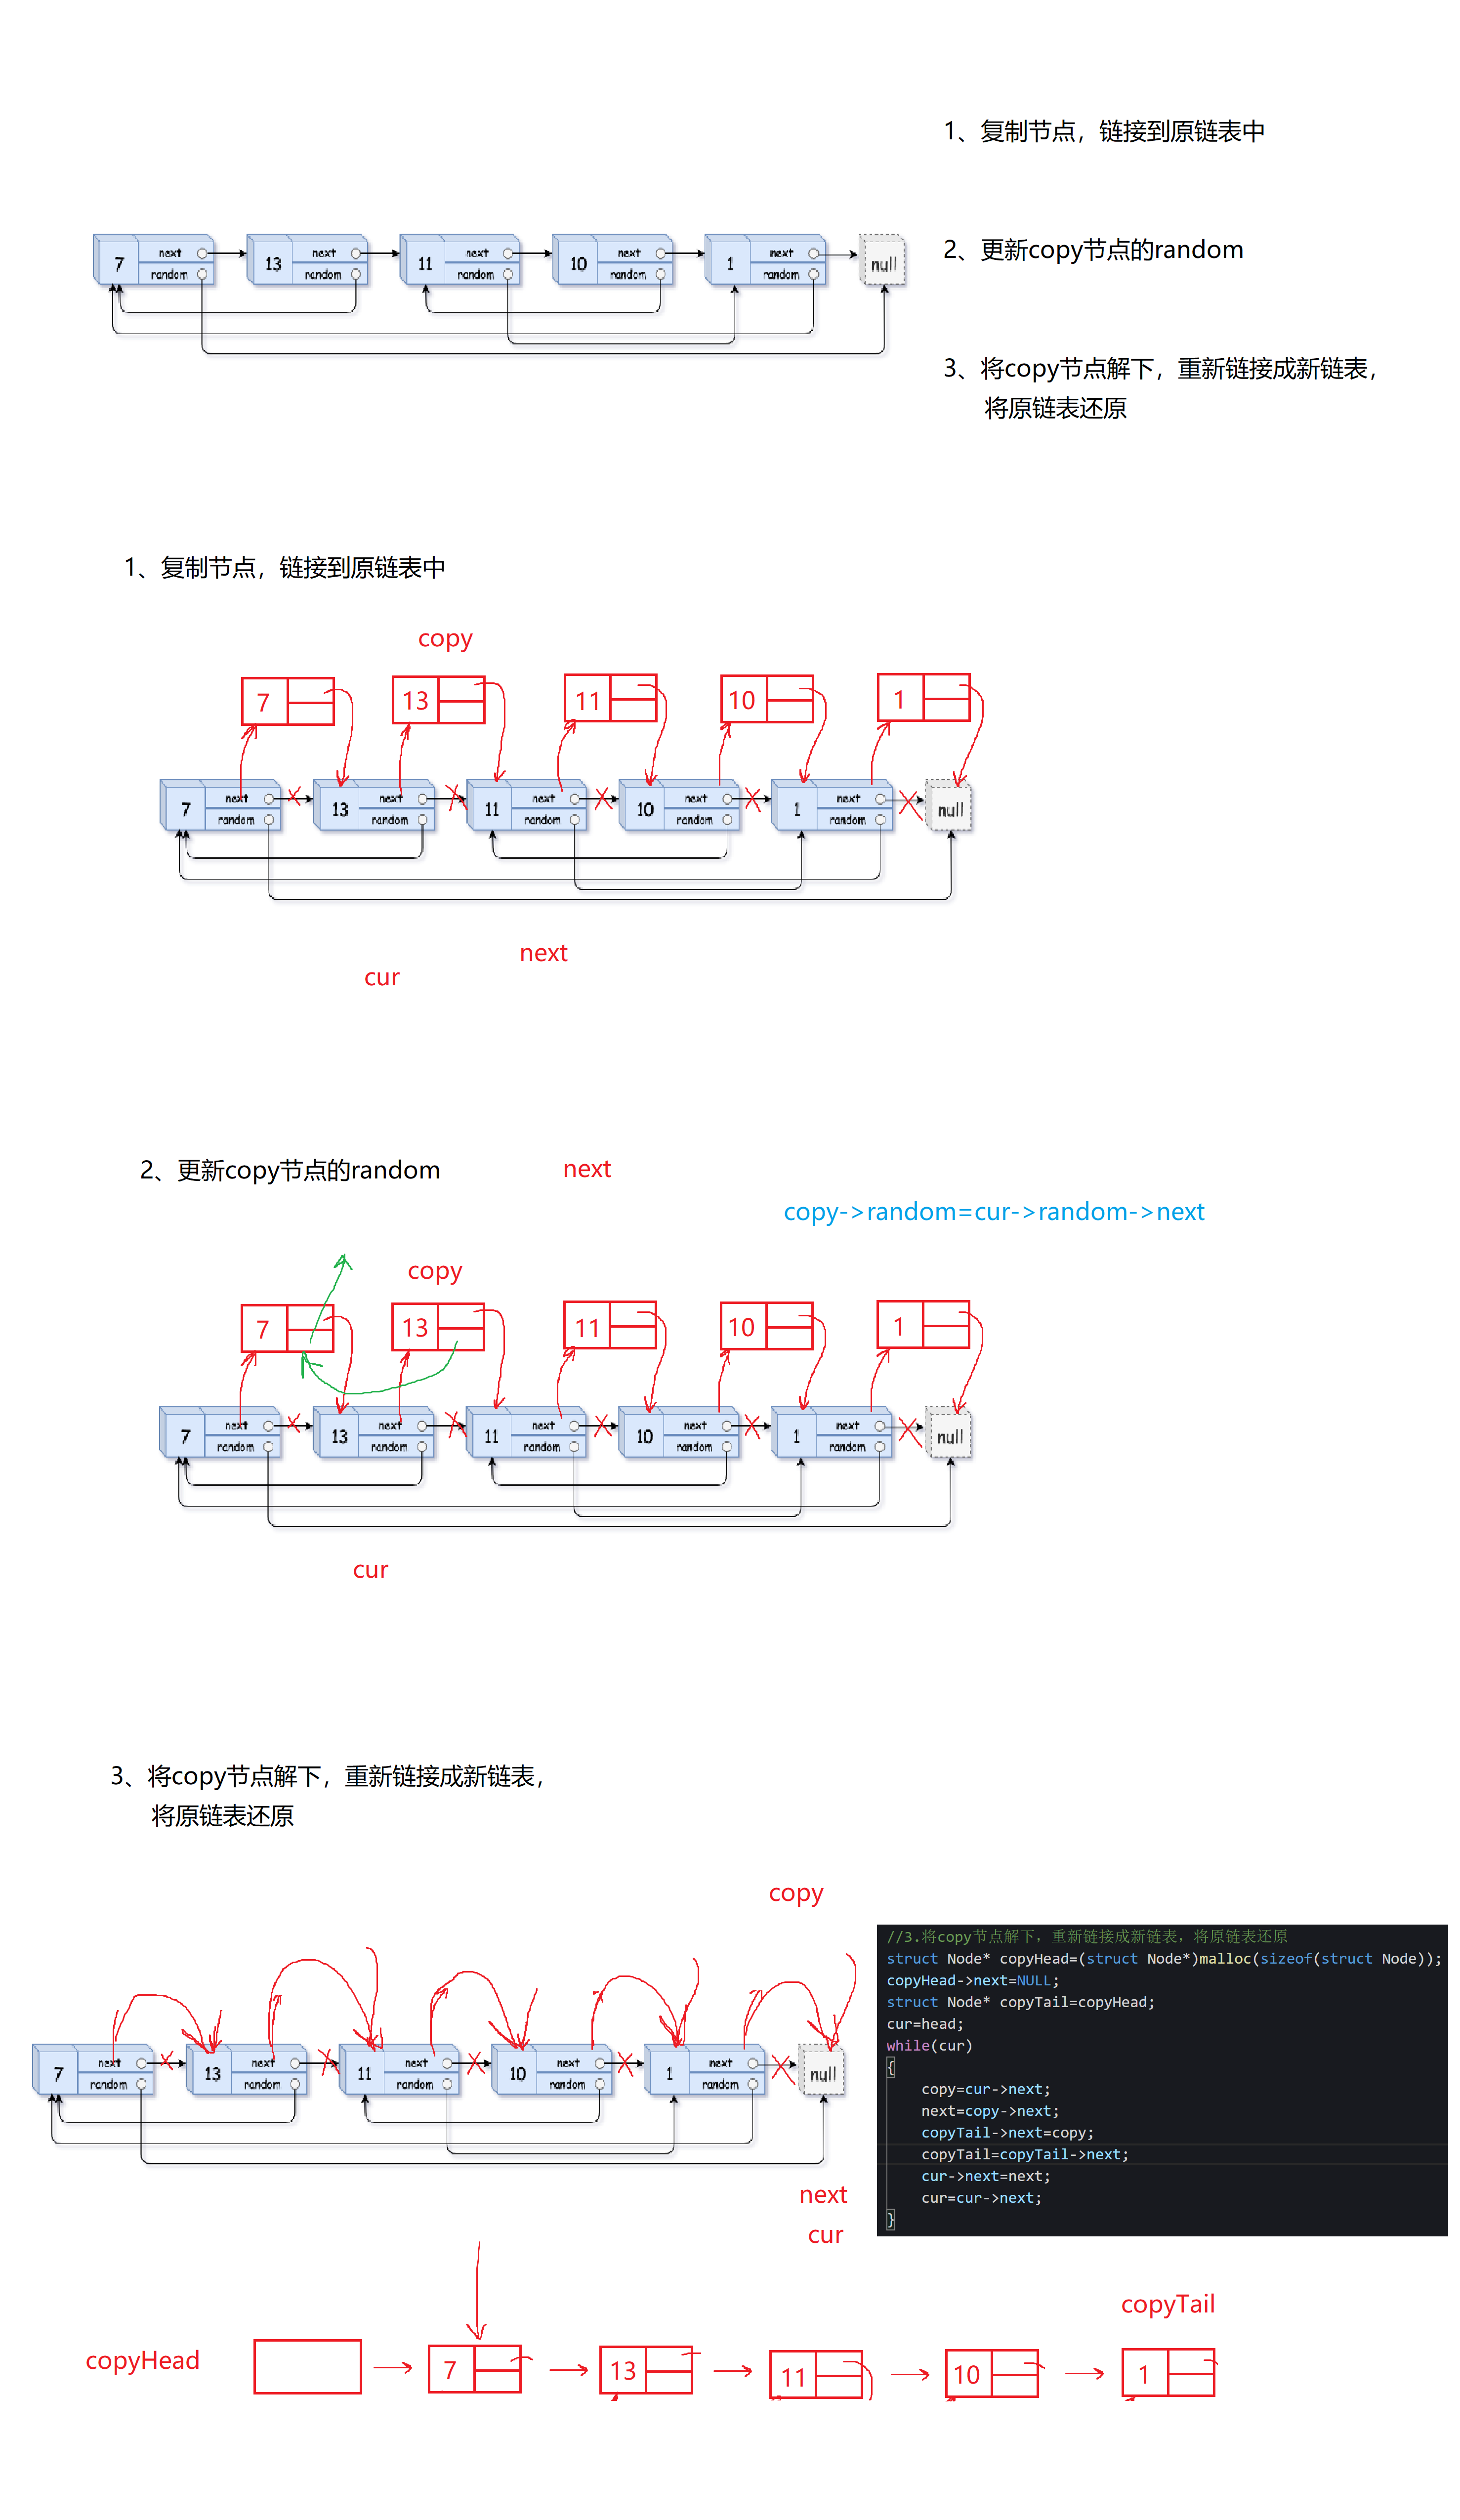 1、复制节点，链接到原链表中
2、更新copy节点的random
3、将copy节点解下，重新链接成新链表，
将原链表还原
7 next random 13 next random 11 next random 10 next random 1 next random null
1、复制节点，链接到原链表中
copy
7 13 11 10 1
7 next random 13 next random 11 next random 10 next random 1 next random null
next
cur
2、更新copy节点的random
next
copy->random=cur->random->next
copy
7 13 11 10 1
7 next random 13 next random 11 next random 10 next random 1 next random null
cur
3、将copy节点解下，重新链接成新链表，
将原链表还原
copy
7 next random 13 next random 11 next random 10 next random 1 next random null
next
cur
//3.将copy节点解下，重新链接成新链表，将原链表还原
struct Node* copyHead=(struct Node*)malloc(sizeof(struct Node));
copyHead->next=NULL;
struct Node* copyTail=copyHead;
cur=head;
while(cur)
{
copy=cur->next;
next=copy->next;
copyTail->next=copy;
copyTail=copyTail->next;
cur->next=next;
cur=cur->next;
}
copyTail
copyHead
7 13 11 10 1